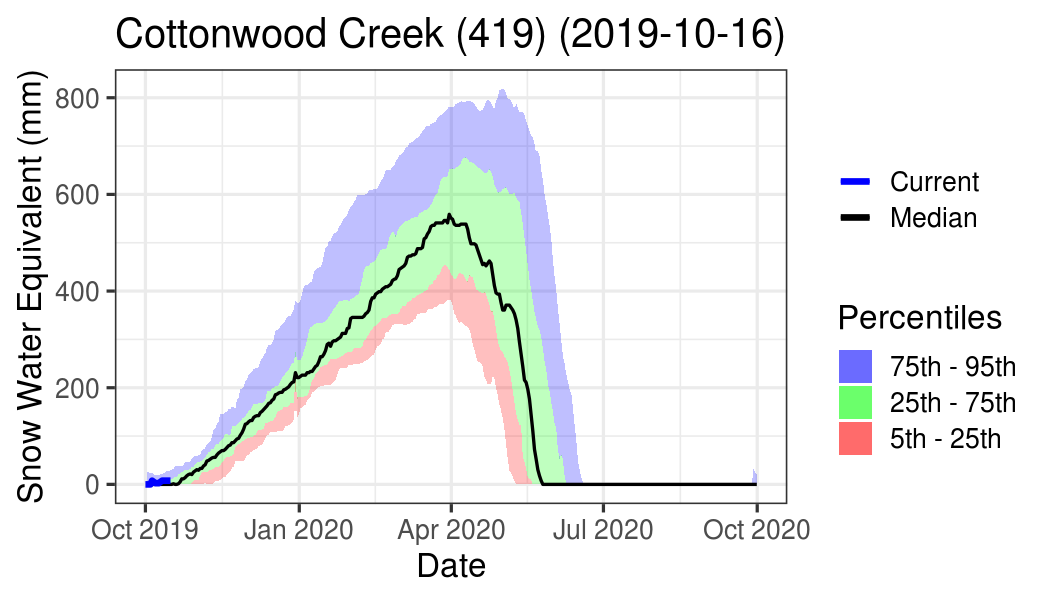 Cottonwood Creek (419) (2019-10-16)
Snow Water Equivalent (mm)
800
600
400
200
0
Oct 2019
Jan 2020
Apr 2020
Jul 2020
Oct 2020
Date
Current
Median
Percentiles
75th - 95th
25th - 75th
5th - 25th